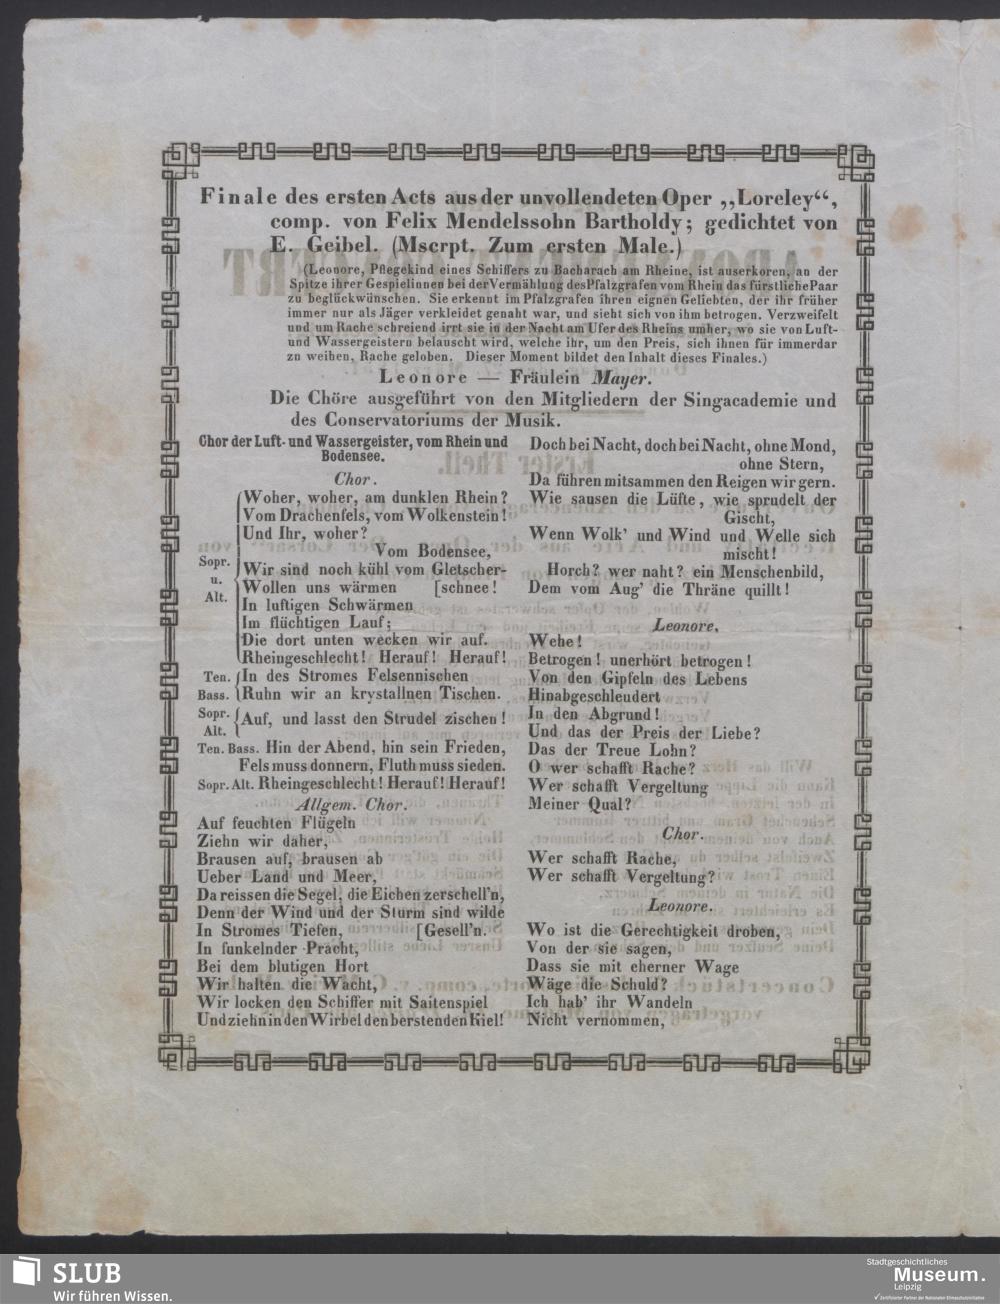 Finale des ersten Acts aus der unvollendeten Oper „Loreley“,
comp. von Felix Mendelssohn Bartholdy; gedichtet von
E. Geibel. (Mscrpt. Zum ersten Male.)
(Leonore, Pflegekind eines Schiffers zu Bacharach am Rheine, ist auserkoren, an der
Spitze ihrer Gespielinnen bei der Vermählung des Pfalzgrafen vom Rhein das fürstliche Paar
zu beglückwünschen. Sie erkennt im Pfalzgrafen ihren eignen Geliebten, der ihr früher
immer nur als Jäger verkleidet genaht war, und sieht sich von ihm betrogen. Verzweifelt
und um Rache schreiend irrt sie in der Nacht am Ufer des Rheins umher, wo sie von Luft-
und Wassergeistern belauscht wird, welche ihr, um den Preis, sich ihnen für immerdar
zu weihen, Rache geloben. Dieser Moment bildet den Inhalt dieses Finales.)
Leonore — Fräulein Mayer.
Die Chöre ausgeführt von den Mitgliedern der Singacademie und
des Conservatoriums der Musik.
Chor der Luft- und Wassergeister, vom Rhein und
Bodensee.
Chor.
Woher, woher, am dunklen Rhein?
Vom Drachenfels, vom Wolkenstein!
Und Ihr, woher?
Vom Bodensee,
Sopr. u. Alt. Wir sind noch kühl vom Gletscher-
Wollen uns wärmen [schnee!
In luftigen Schwärmen
Im flüchtigen Lauf;
Die dort unten wecken wir auf.
Rheingeschlecht! Herauf! Herauf!
Ten. In des Stromes Felsennischen
Bass. Ruhn wir an krystallnen Tischen.
Sopr. Alt. Auf, und lasst den Strudel zischen!
Ten. Bass. Hin der Abend, hin sein Frieden,
Fels muss donnern, Fluth muss sieden.
Sopr. Alt. Rheingeschlecht! Herauf! Herauf!
Allgem. Chor.
Auf feuchten Flügeln
Ziehn wir daher,
Brausen auf, brausen ab
Ueber Land und Meer,
Da reissen die Segel, die Eichen zerschell'n,
Denn der Wind und der Sturm sind wilde
In Stromes Tiefen, [Gesell'n.
In funkelnder Pracht,
Bei dem blutigen Hort
Wir halten die Wacht,
Wir locken den Schiffer mit Saitenspiel
Und ziehn in den Wirbel den berstenden Kiel!
Doch bei Nacht, doch bei Nacht, ohne Mond,
ohne Stern,
Da führen mitsammen den Reigen wir gern.
Wie sausen die Lüfte, wie sprudelt der
Gischt,
Wenn Wolk' und Wind und Welle sich
mischt!
Horch? wer naht? ein Menschenbild,
Dem vom Aug' die Thräne quillt!
Leonore.
Wehe!
Betrogen! unerhört betrogen!
Von den Gipfeln des Lebens
Hinabgeschleudert
In den Abgrund!
Und das der Preis der Liebe?
Das der Treue Lohn?
O wer schafft Rache?
Wer schafft Vergeltung
Meiner Qual?
Chor.
Wer schafft Rache,
Wer schafft Vergeltung?
Leonore.
Wo ist die Gerechtigkeit droben,
Von der sie sagen,
Dass sie mit eherner Wage
Wäge die Schuld?
Ich hab' ihr Wandeln
Nicht vernommen,
SLUB
Wir führen Wissen.
Stadtgeschichtliches
Museum.
Leipzig
Zertifizierter Partner der Nationalen Klimaschutzinitiative